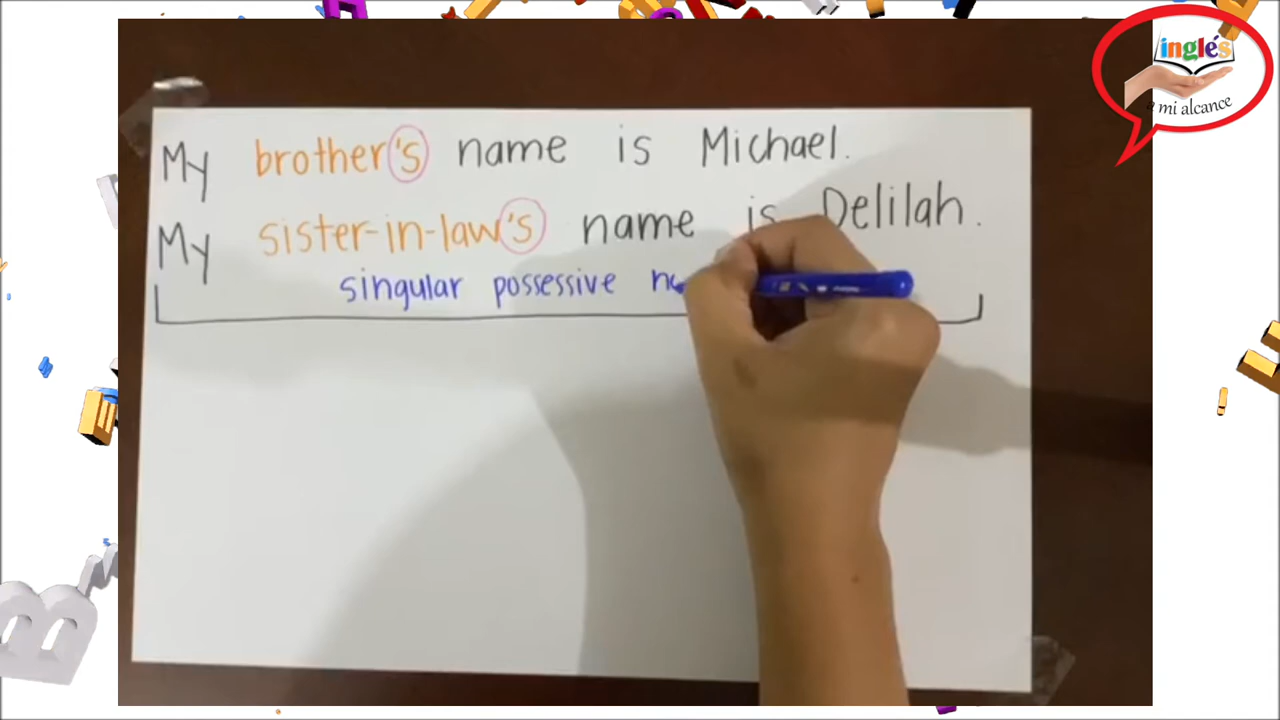 inglés
a mi alcance
My brother's name is Michael.
My sister-in-law's name is Delilah.
singular possessive